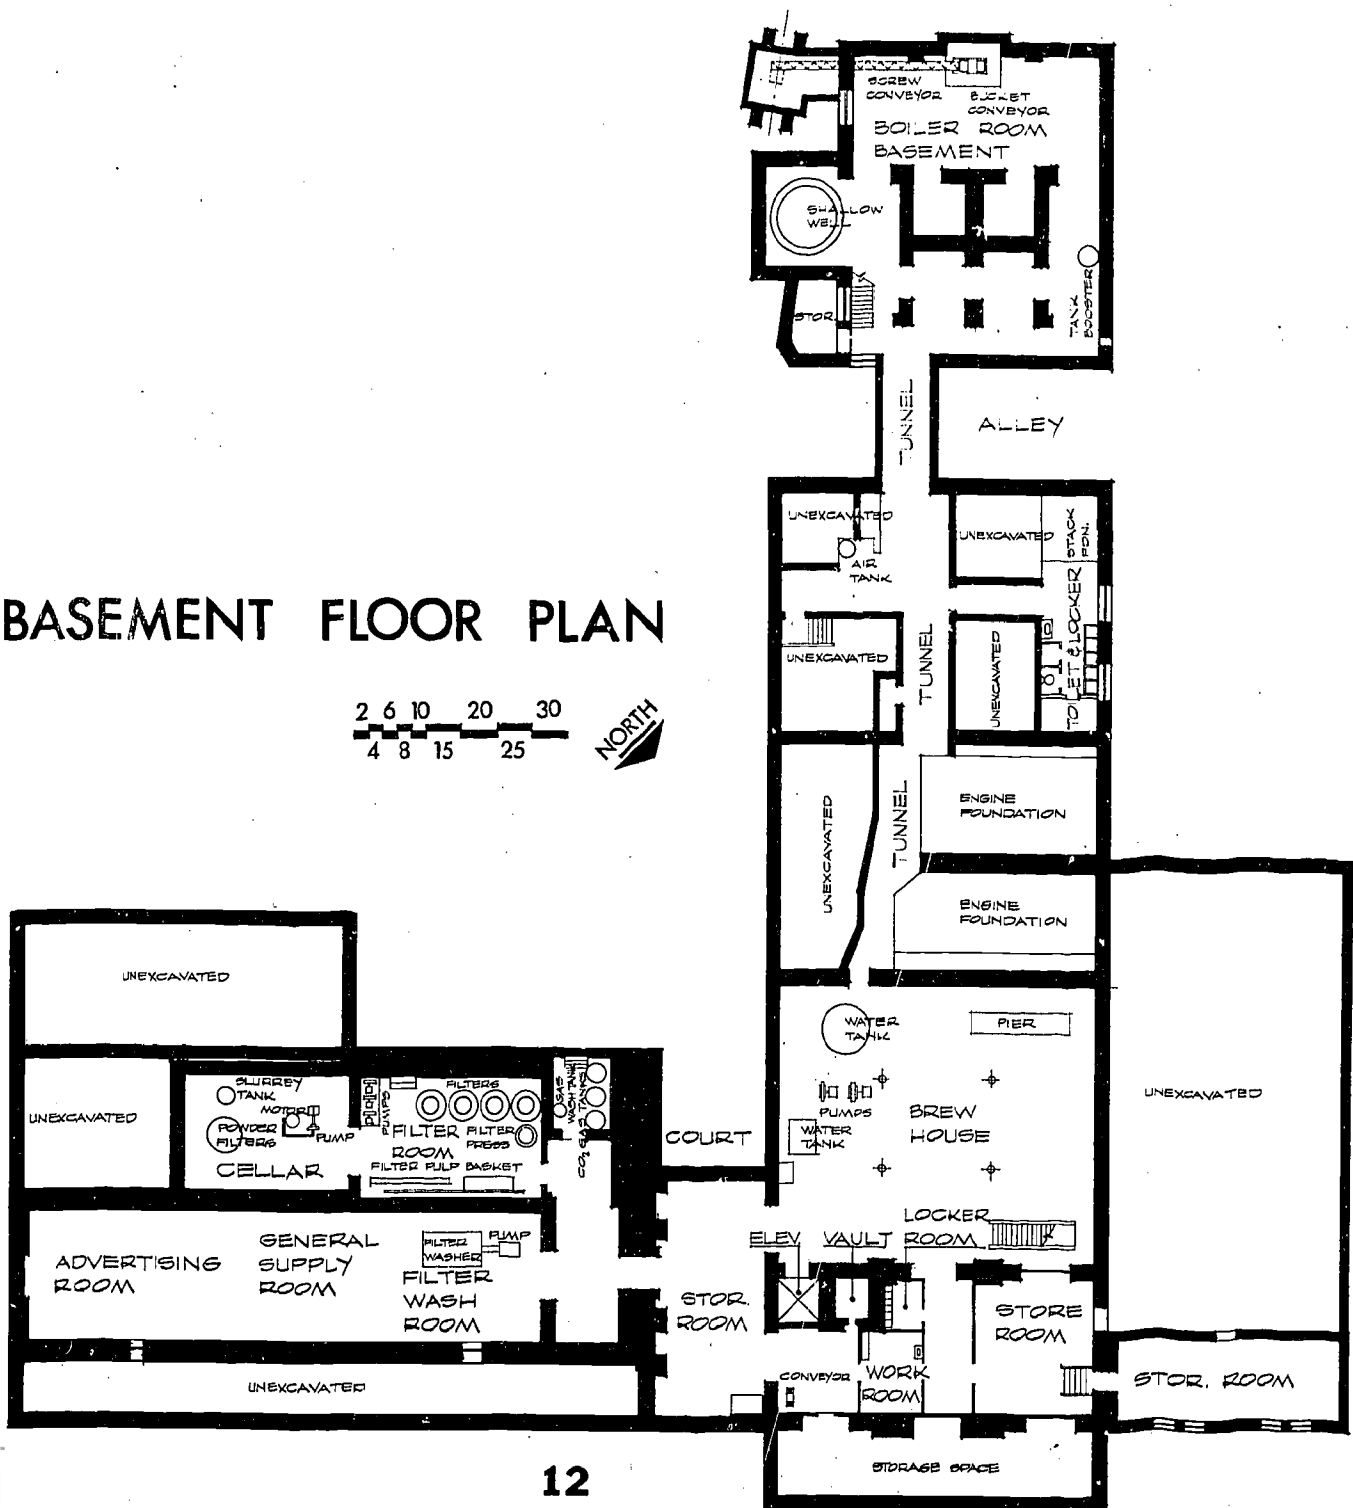 SCREW
CONVEYOR
BUCKET
CONVEYOR
BOILER ROOM
BASEMENT
SHALLOW
WELL
TANK
BOOSTER
STOR.
TUNNEL
ALLEY
UNEXCAVATED
UNEXCAVATED
STACK
FDN.
AIR
TANK
BASEMENT FLOOR PLAN
UNEXCAVATED
TUNNEL
UNEXCAVATED
TOILET & LOCKER
2 6 10 20 30
4 8 15 25
NORTH
UNEXCAVATED
TUNNEL
ENGINE
FOUNDATION
ENGINE
FOUNDATION
UNEXCAVATED
WATER
TANK
PIER
UNEXCAVATED
SLURREY
TANK
MOTOR
POWDER
FILTERS
PUMP
CELLAR
PUMPS
FILTERS
FILTER
ROOM
FILTER
PRESS
FILTER PULP BASKET
GAS
WASH TANK
CO2 GAS TANKS
COURT
PUMPS
WATER
TANK
BREW
HOUSE
UNEXCAVATED
ADVERTISING
ROOM
GENERAL
SUPPLY
ROOM
FILTER
WASHER
PUMP
FILTER
WASH
ROOM
ELEV.
VAULT
LOCKER
ROOM
STOR.
ROOM
STORE
ROOM
UNEXCAVATED
CONVEYOR
WORK
ROOM
STOR. ROOM
STORAGE SPACE
12